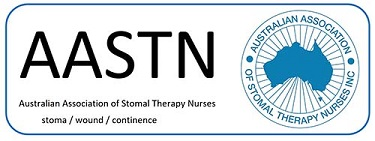 AASTN
Australian Association of Stomal Therapy Nurses
stoma / wound / continence
AUSTRALIAN ASSOCIATION
OF STOMAL THERAPY NURSES INC